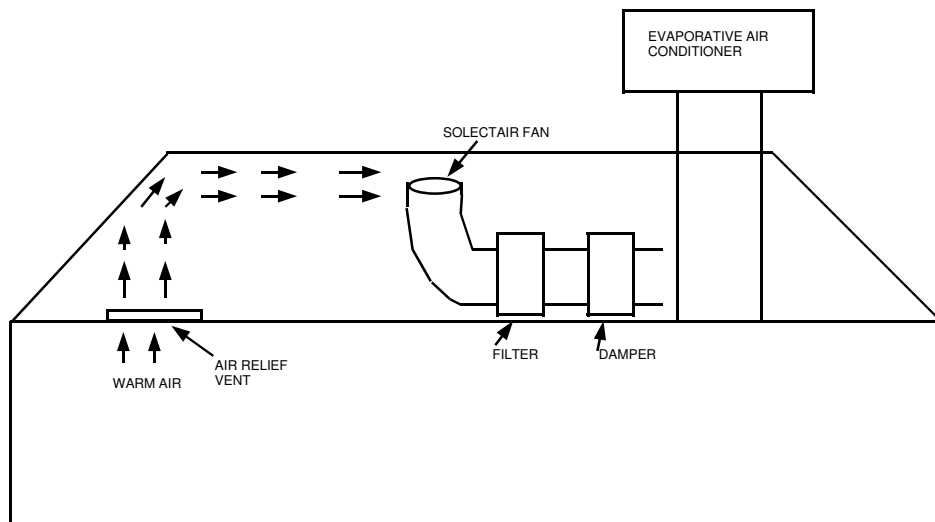 EVAPORATIVE AIR
CONDITIONER
SOLECTAIR FAN
FILTER
DAMPER
AIR RELIEF
VENT
WARM AIR